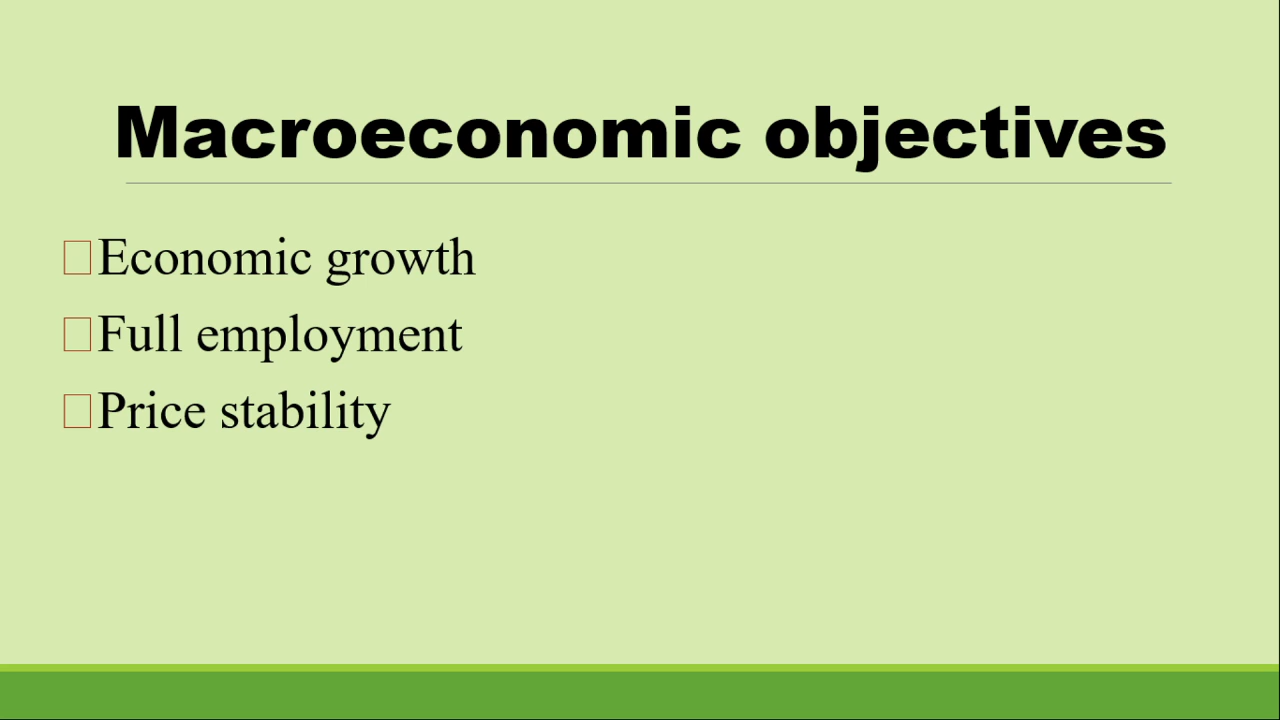 Macroeconomic objectives
Economic growth
Full employment
Price stability